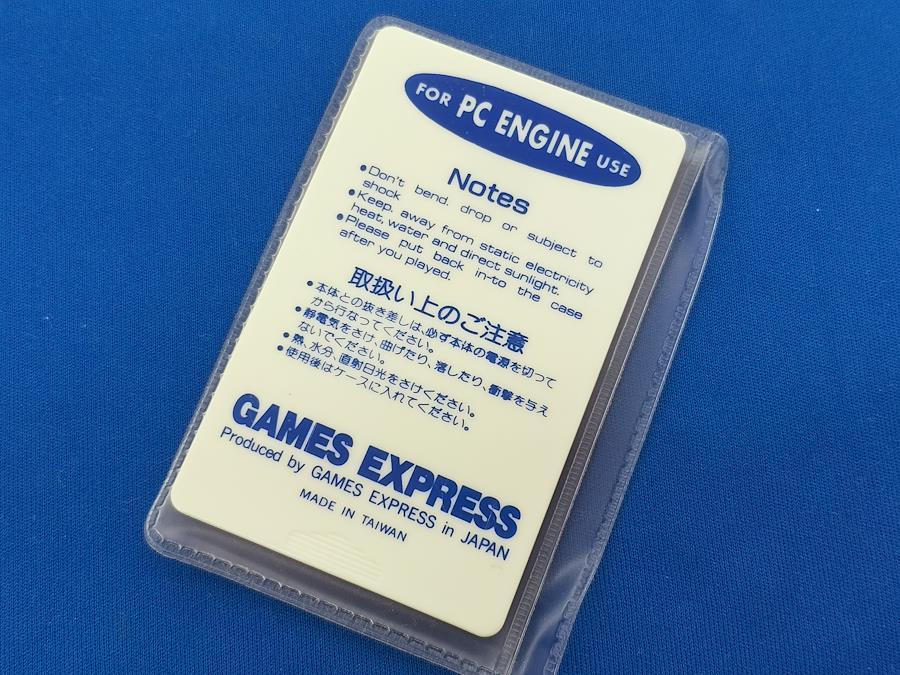 FOR PC ENGINE USE
Notes
●Don't bend. drop or subject to
shock
●Keep. away from static electricity
heat, water and direct sunlight.
●Please put back in-to the case
after you played.
取扱い上のご注意
●本体との抜き差しは、必ず本体の電源を切って
から行なってください。
●静電気をさけ、曲げたり、濡したり、衝撃を与え
ないでください。
●熱、水分、直射日光をさけください。
●使用後はケースに入れてください。
GAMES EXPRESS
Produced by GAMES EXPRESS in JAPAN
MADE IN TAIWAN